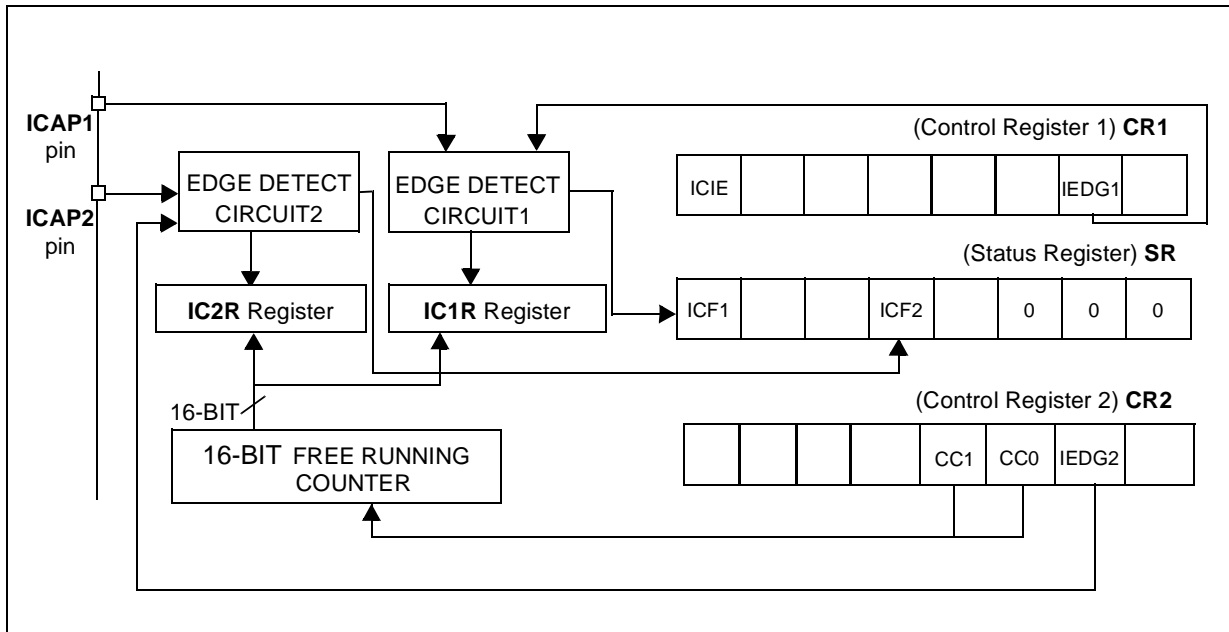 ICAP1
pin
ICAP2
pin
EDGE DETECT
CIRCUIT2
EDGE DETECT
CIRCUIT1
IC2R Register
IC1R Register
16-BIT
16-BIT FREE RUNNING
COUNTER
(Control Register 1) CR1
ICIE IEDG1
(Status Register) SR
ICF1 ICF2 0 0 0
(Control Register 2) CR2
CC1 CC0 IEDG2